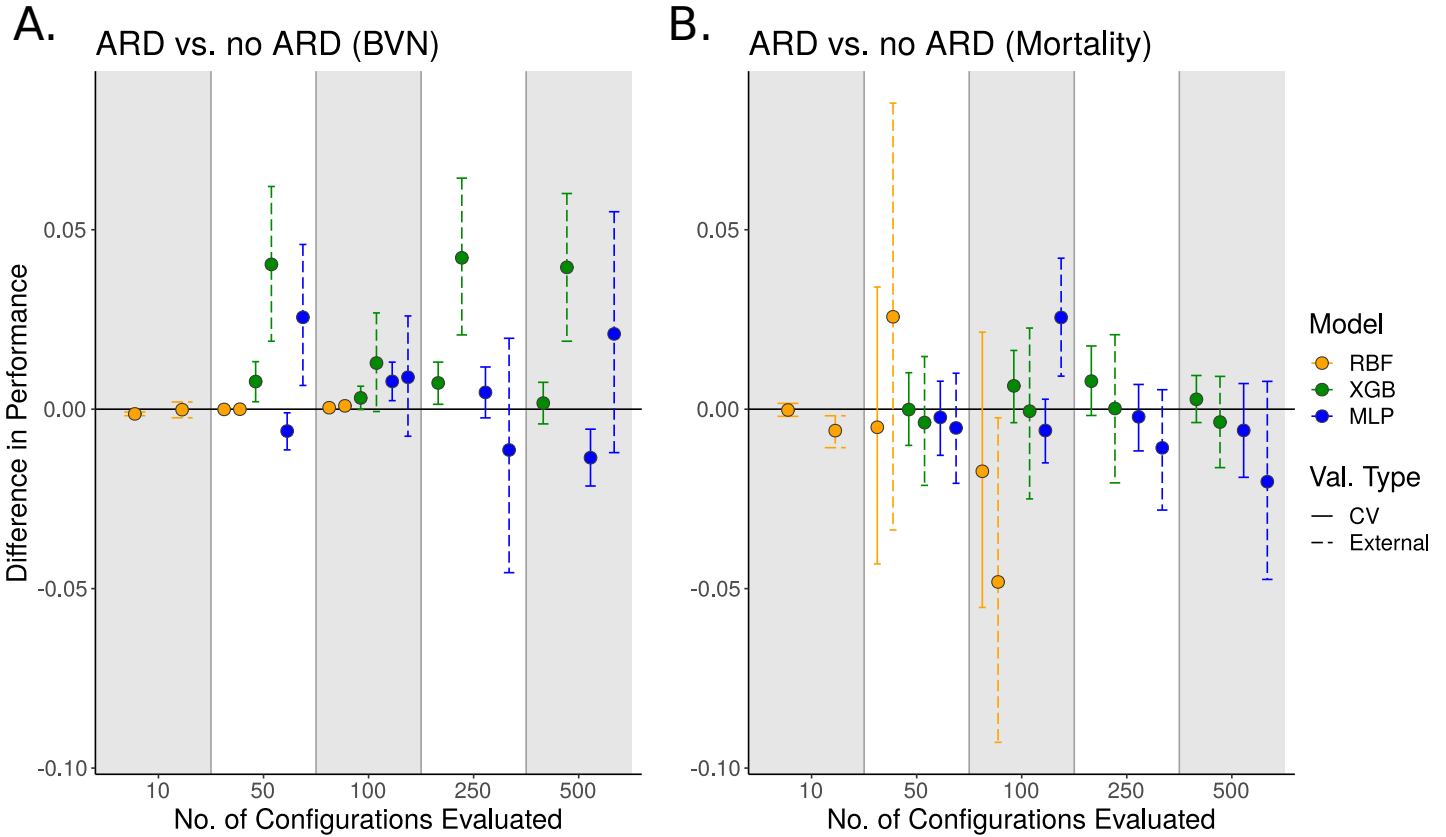 A.
ARD vs. no ARD (BVN)
Difference in Performance
0.05
0.00
-0.05
-0.10
10 50 100 250 500
No. of Configurations Evaluated
B.
ARD vs. no ARD (Mortality)
0.05
0.00
-0.05
-0.10
10 50 100 250 500
No. of Configurations Evaluated
Model
RBF
XGB
MLP
Val. Type
CV
External